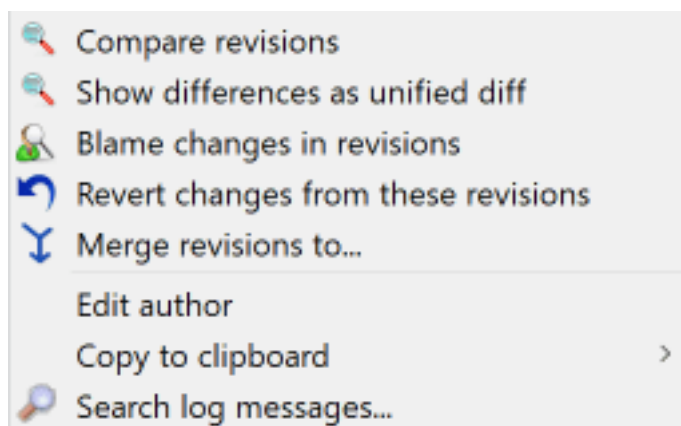 Compare revisions
Show differences as unified diff
Blame changes in revisions
Revert changes from these revisions
Merge revisions to...
Edit author
Copy to clipboard
Search log messages...